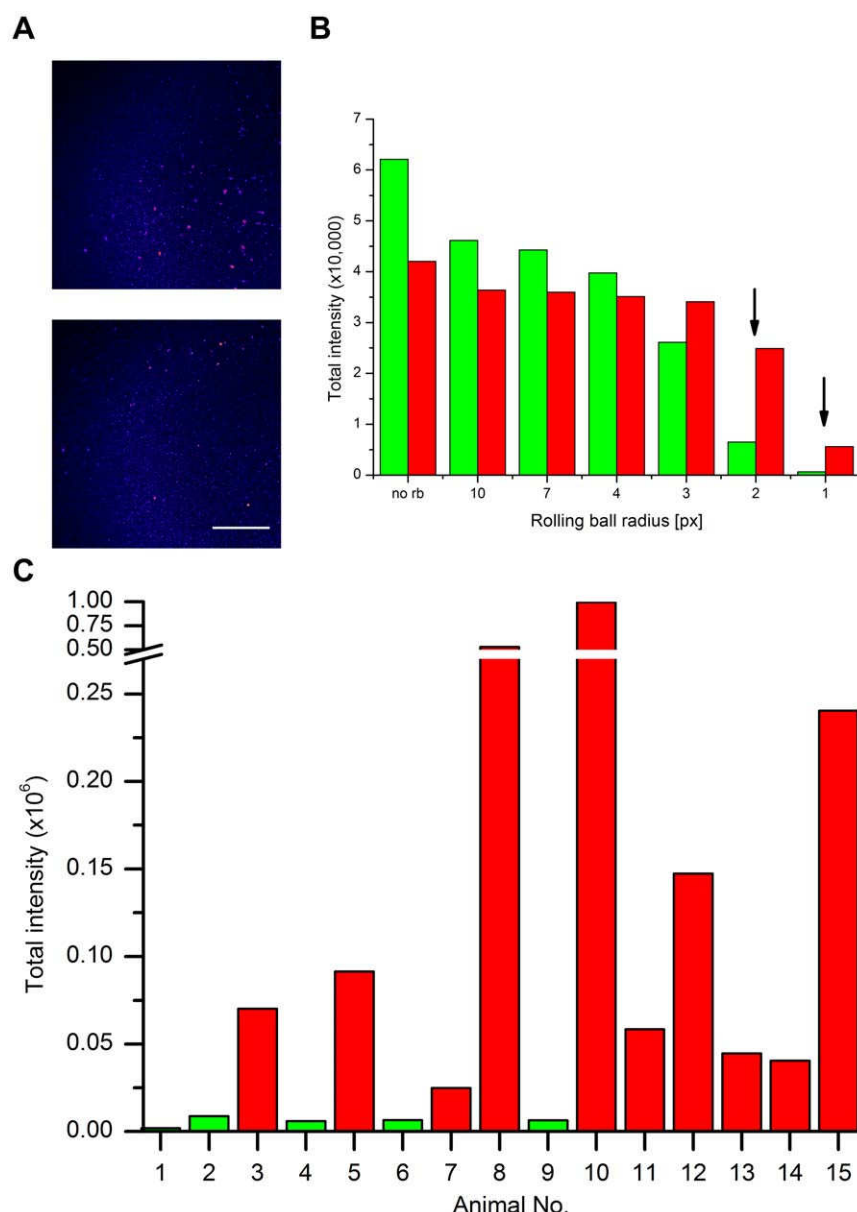 A
B
7
6
5
4
3
2
1
0
Total intensity (x10,000)
no rb 10 7 4 3 2 1
Rolling ball radius [px]
C
1.00
0.75
0.50
0.25
0.20
0.15
0.10
0.05
0.00
Total intensity (x10⁶)
1 2 3 4 5 6 7 8 9 10 11 12 13 14 15
Animal No.